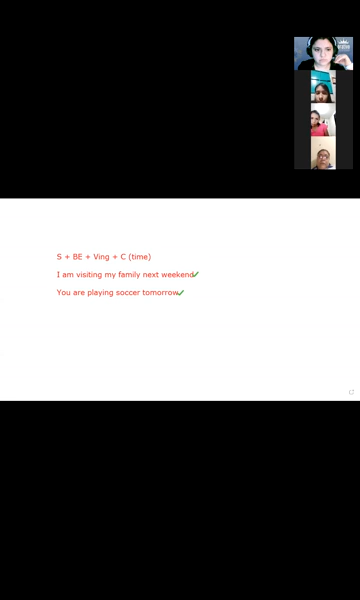 S + BE + Ving + C (time)
I am visiting my family next weekend✓
You are playing soccer tomorrow✓